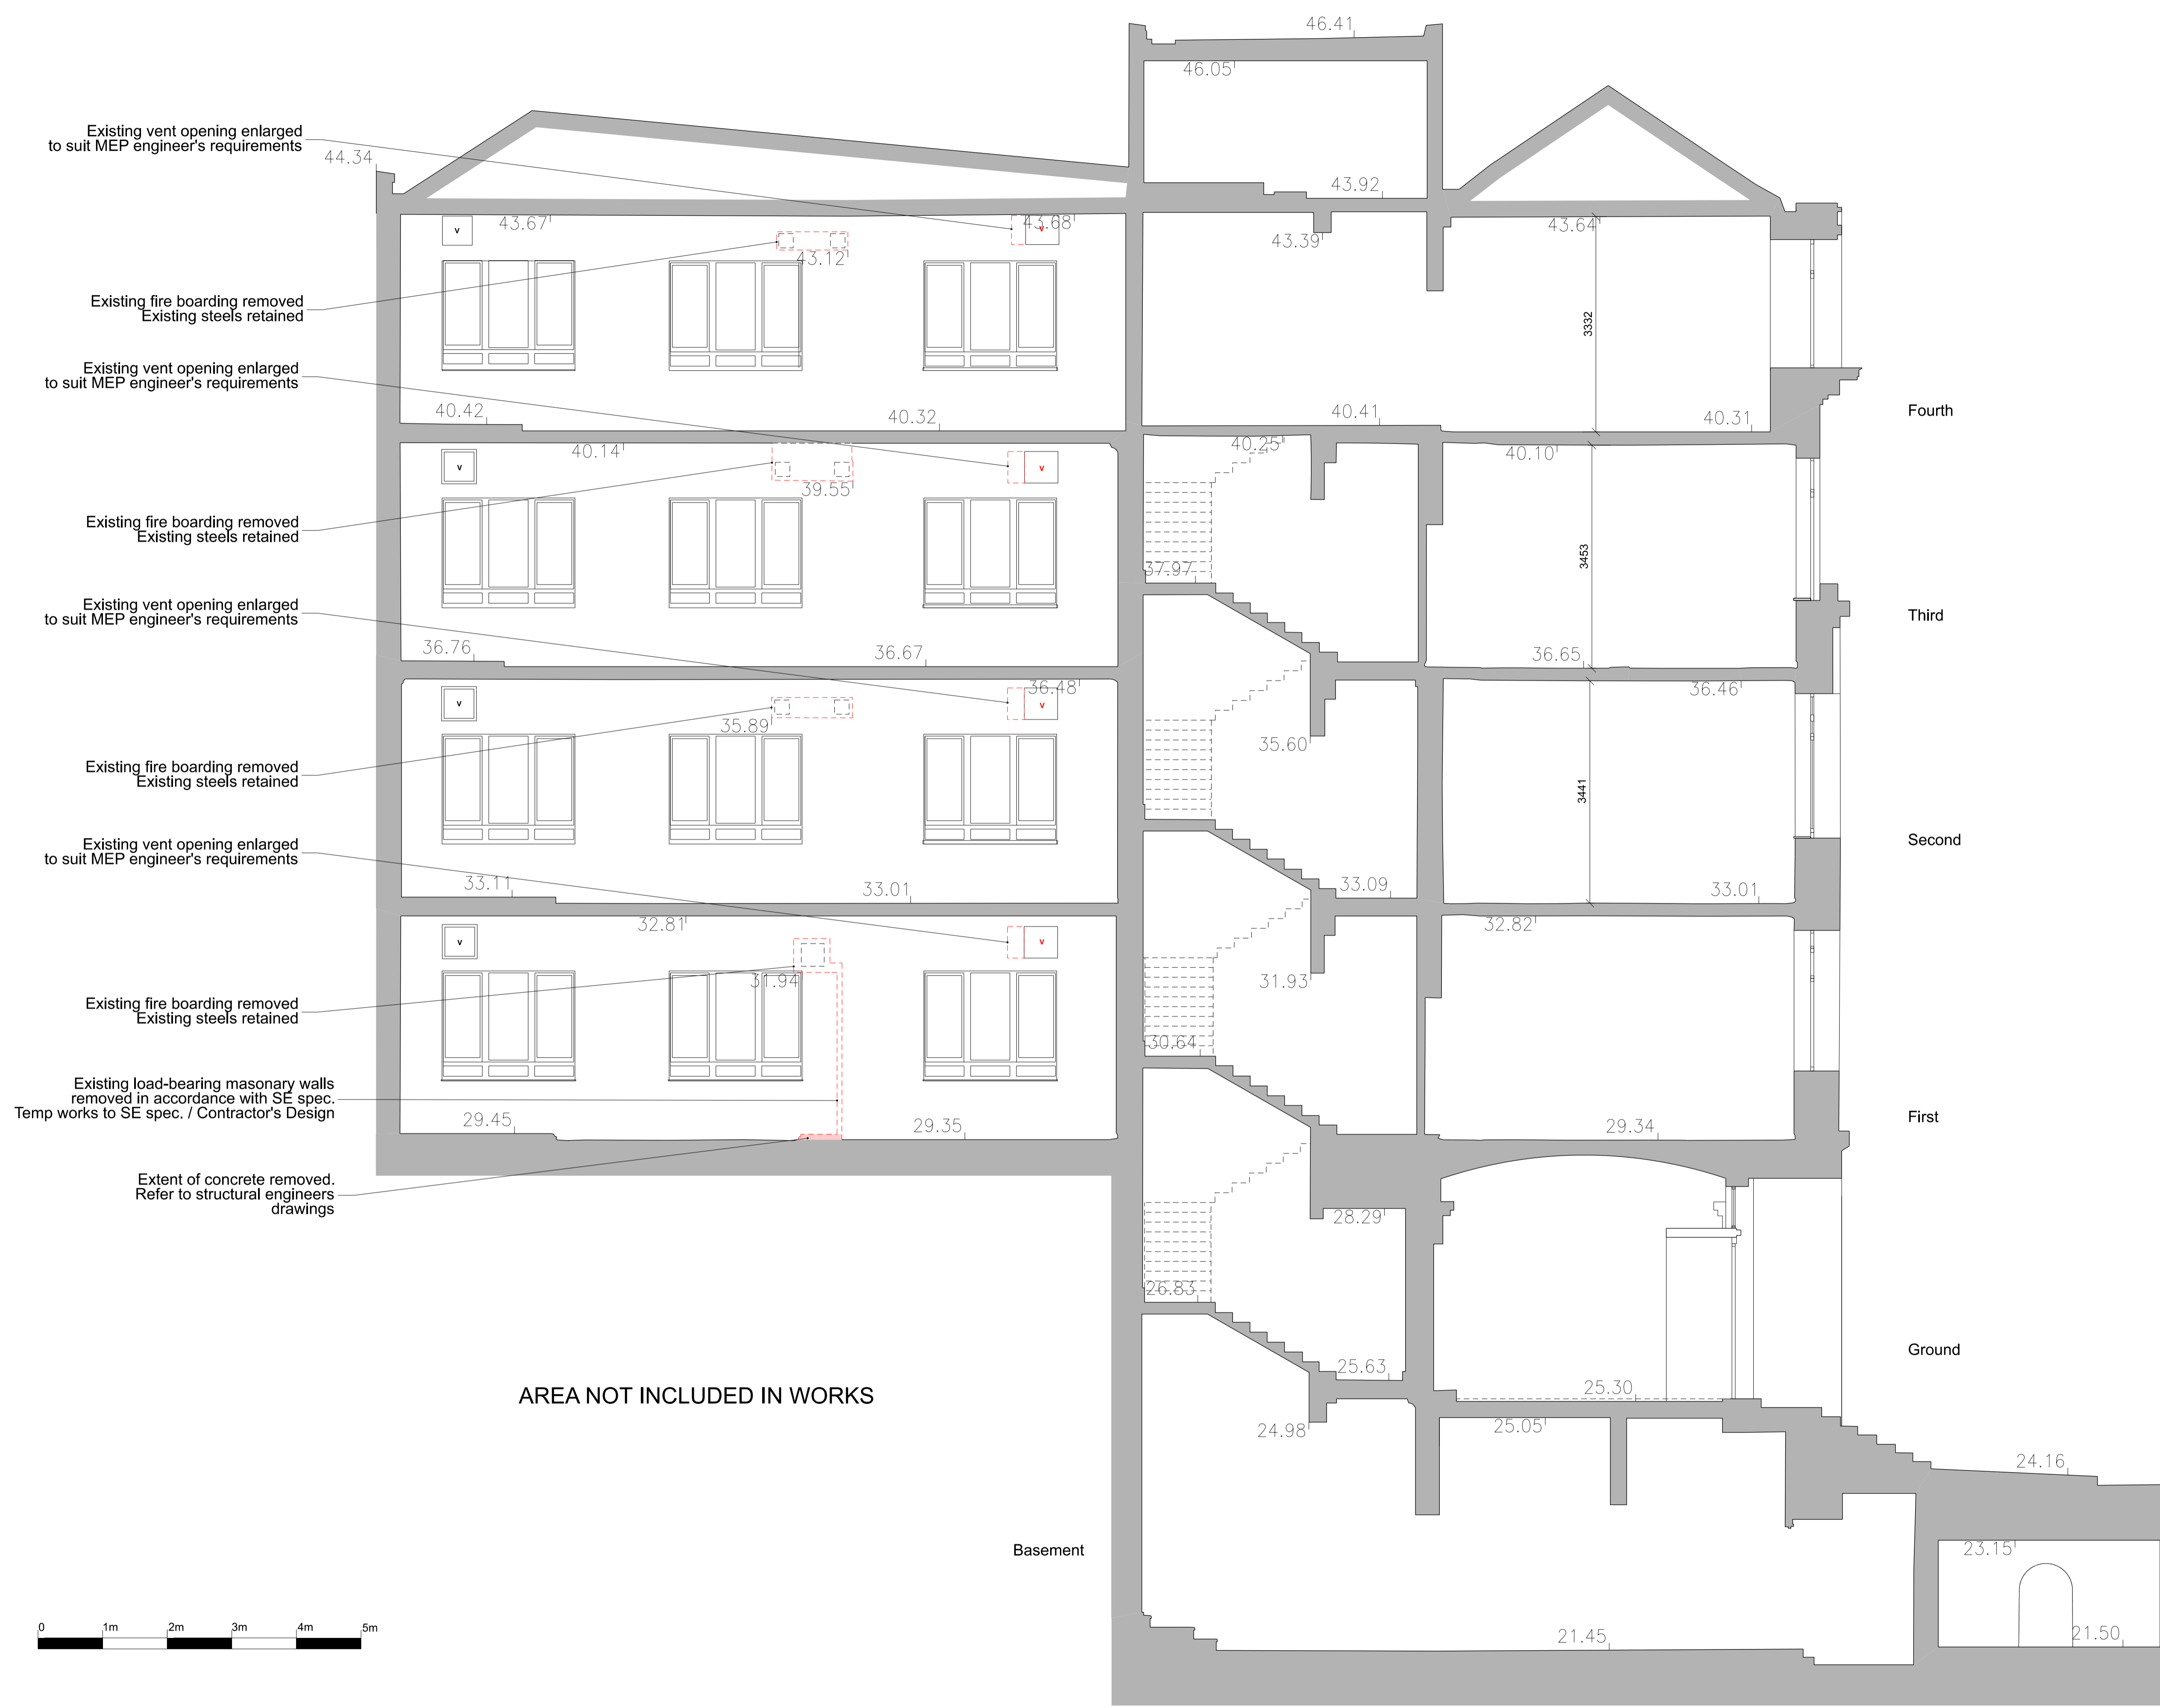 46.41
46.05
Existing vent opening enlarged
to suit MEP engineer's requirements
44.34
43.92
43.67
43.68
43.64
V
V
43.39
43.12
Existing fire boarding removed
Existing steels retained
3332
Existing vent opening enlarged
to suit MEP engineer's requirements
40.42
40.32
40.41
40.31
Fourth
40.14
40.25
40.10
V
V
39.55
Existing fire boarding removed
Existing steels retained
3453
37.97
Existing vent opening enlarged
to suit MEP engineer's requirements
Third
36.76
36.67
36.65
36.48
36.46
V
V
35.89
35.60
Existing fire boarding removed
Existing steels retained
3441
Existing vent opening enlarged
to suit MEP engineer's requirements
Second
33.11
33.01
33.09
33.01
32.81
32.82
V
V
31.94
31.93
Existing fire boarding removed
Existing steels retained
30.64
Existing load-bearing masonary walls
removed in accordance with SE spec.
Temp works to SE spec. / Contractor's Design
First
29.45
29.35
29.34
Extent of concrete removed.
Refer to structural engineers
drawings
28.29
26.83
Ground
25.63
25.30
AREA NOT INCLUDED IN WORKS
24.98
25.05
24.16
Basement
23.15
21.45
21.50
0 1m 2m 3m 4m 5m